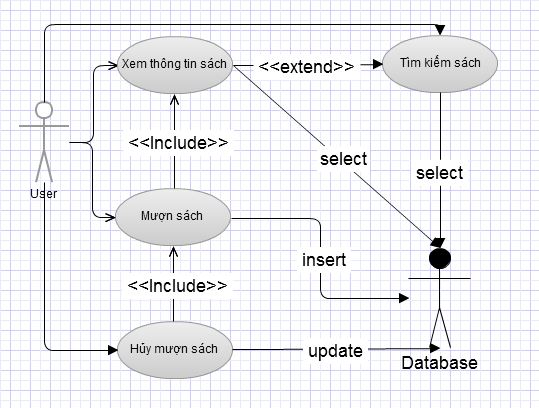 Xem thông tin sách
<<extend>>
Tìm kiếm sách
<<Include>>
select
select
User
Mượn sách
insert
<<Include>>
Hủy mượn sách
update
Database